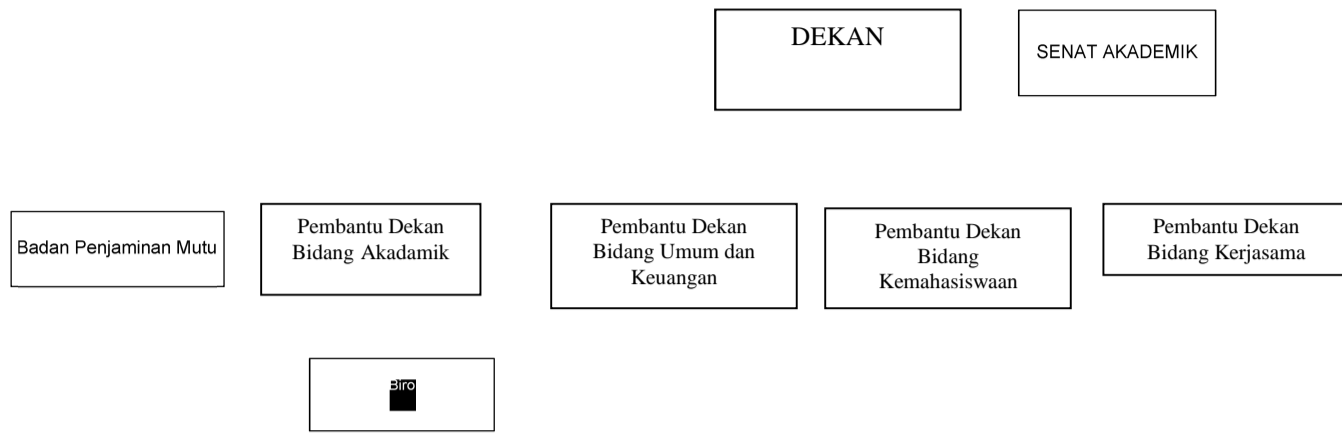 DEKAN
SENAT AKADEMIK
Badan Penjaminan Mutu
Pembantu Dekan
Bidang Akadamik
Pembantu Dekan
Bidang Umum dan
Keuangan
Pembantu Dekan
Bidang
Kemahasiswaan
Pembantu Dekan
Bidang Kerjasama
Biro